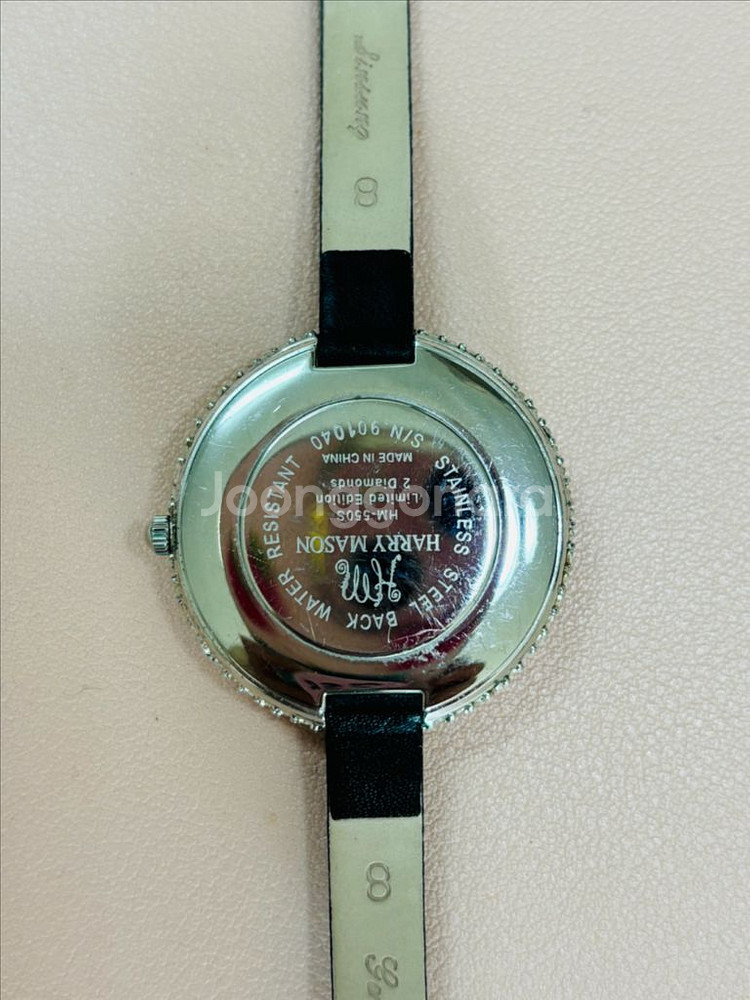 HARRY MASON
HM-550S
Limited Edition
2 Diamonds
MADE IN CHINA
S/N 901040
STAINLESS STEEL BACK WATER RESISTANT
8
8